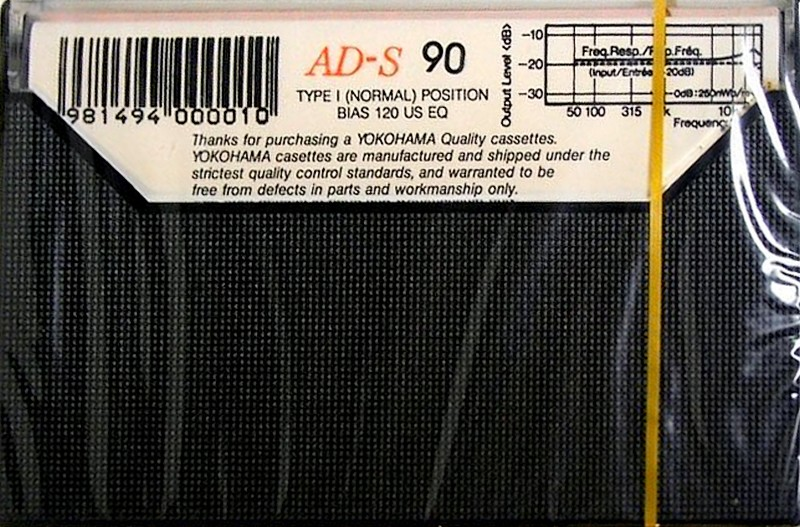 981494 000010
AD-S 90
TYPE I (NORMAL) POSITION
BIAS 120 US EQ
Thanks for purchasing a YOKOHAMA Quality cassettes.
YOKOHAMA casettes are manufactured and shipped under the
strictest quality control standards, and warranted to be
free from defects in parts and workmanship only.
Output Level (dB)
-10
-20
-30
Freq.Resp./ Fréq.
(Input/Entrée -20dB)
0dB:250nWb/m
50 100 315 k 10
Frequency